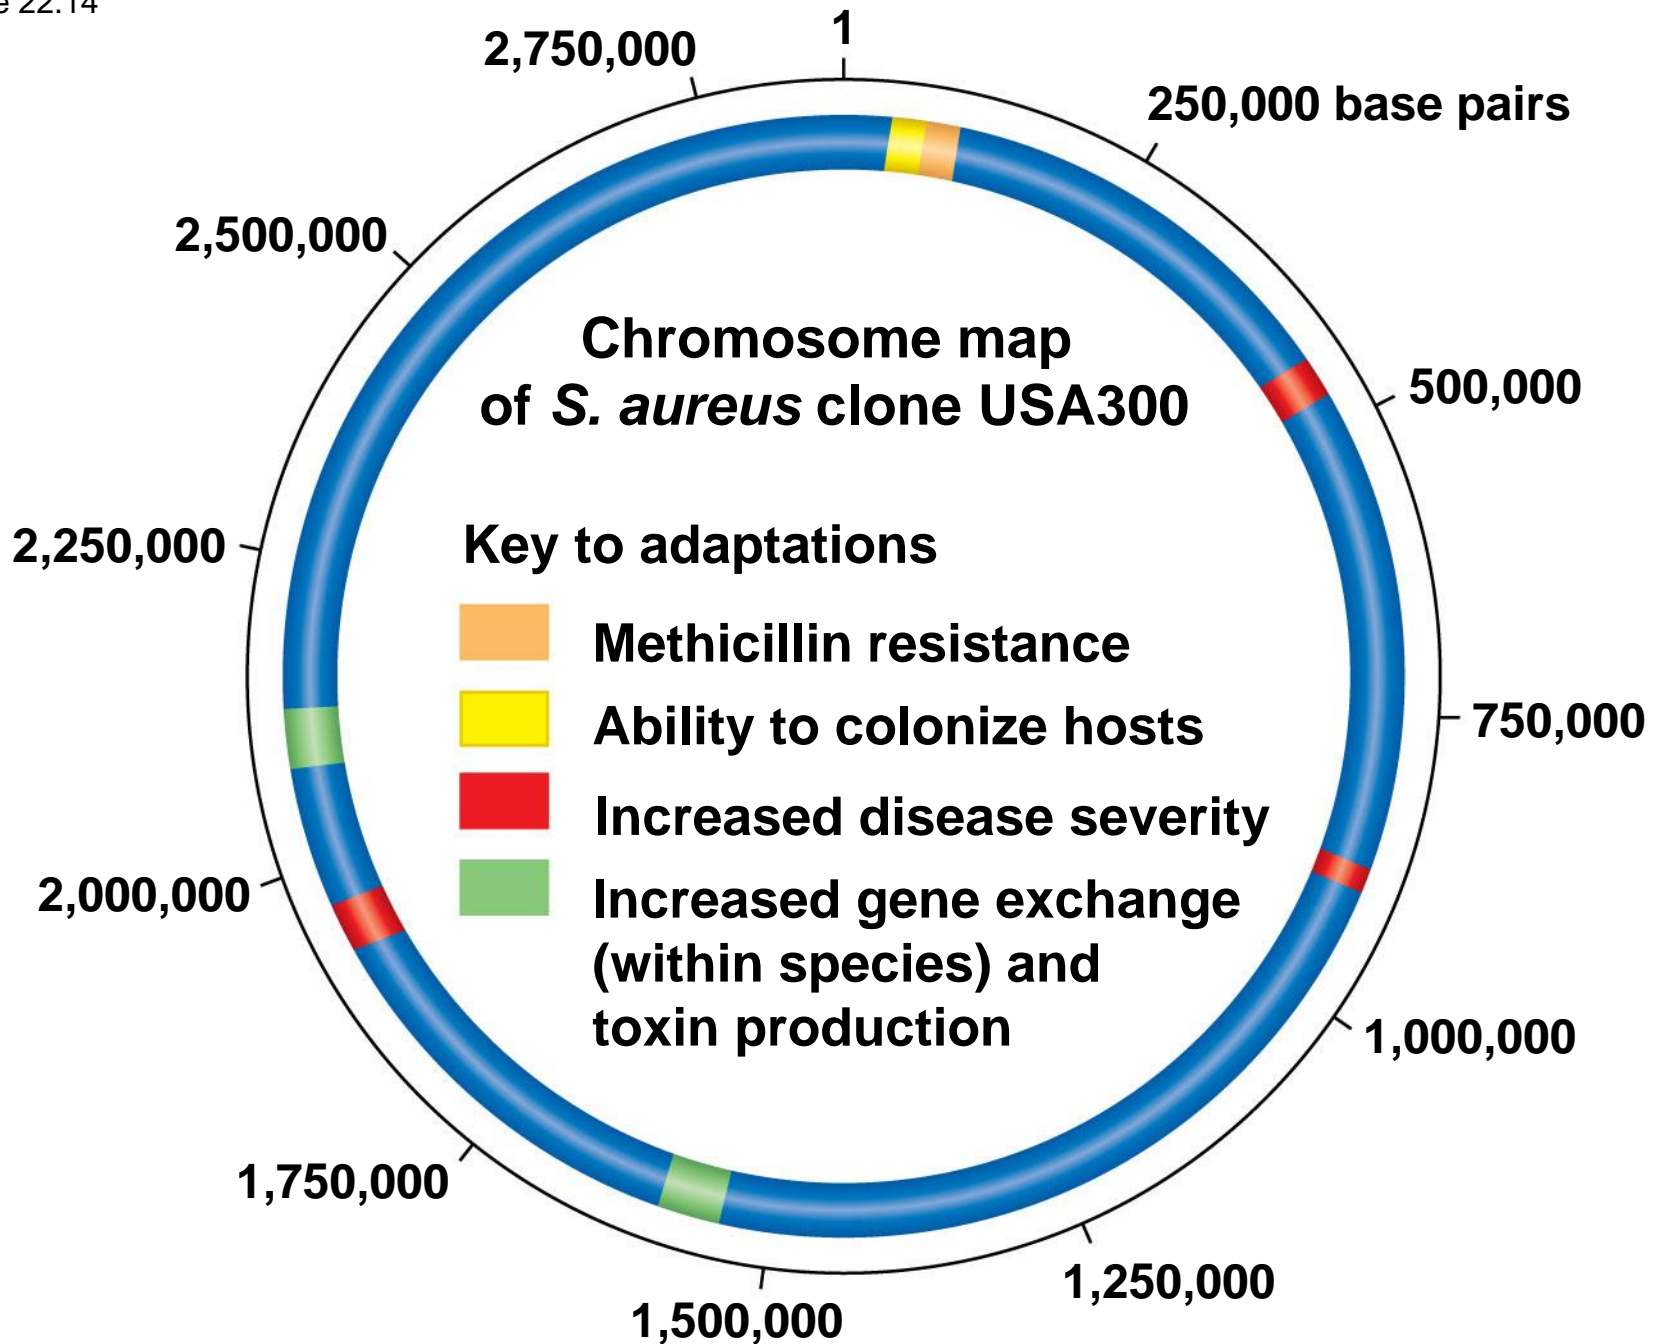 22.14
1
2,750,000
250,000 base pairs
2,500,000
Chromosome map
of S. aureus clone USA300
500,000
Key to adaptations
2,250,000
Methicillin resistance
Ability to colonize hosts
750,000
Increased disease severity
2,000,000
Increased gene exchange
(within species) and
toxin production
1,000,000
1,750,000
1,250,000
1,500,000